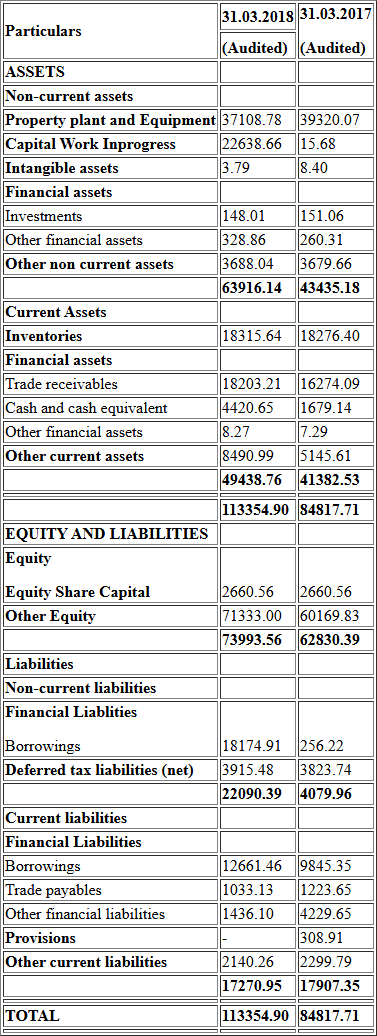 Particulars 31.03.2018 31.03.2017
(Audited) (Audited)
ASSETS
Non-current assets
Property plant and Equipment 37108.78 39320.07
Capital Work Inprogress 22638.66 15.68
Intangible assets 3.79 8.40
Financial assets
Investments 148.01 151.06
Other financial assets 328.86 260.31
Other non current assets 3688.04 3679.66
63916.14 43435.18
Current Assets
Inventories 18315.64 18276.40
Financial assets
Trade receivables 18203.21 16274.09
Cash and cash equivalent 4420.65 1679.14
Other financial assets 8.27 7.29
Other current assets 8490.99 5145.61
49438.76 41382.53
113354.90 84817.71
EQUITY AND LIABILITIES
Equity
Equity Share Capital 2660.56 2660.56
Other Equity 71333.00 60169.83
73993.56 62830.39
Liabilities
Non-current liabilities
Financial Liablities
Borrowings 18174.91 256.22
Deferred tax liabilities (net) 3915.48 3823.74
22090.39 4079.96
Current liabilities
Financial Liabilities
Borrowings 12661.46 9845.35
Trade payables 1033.13 1223.65
Other financial liabilities 1436.10 4229.65
Provisions - 308.91
Other current liabilities 2140.26 2299.79
17270.95 17907.35
TOTAL 113354.90 84817.71